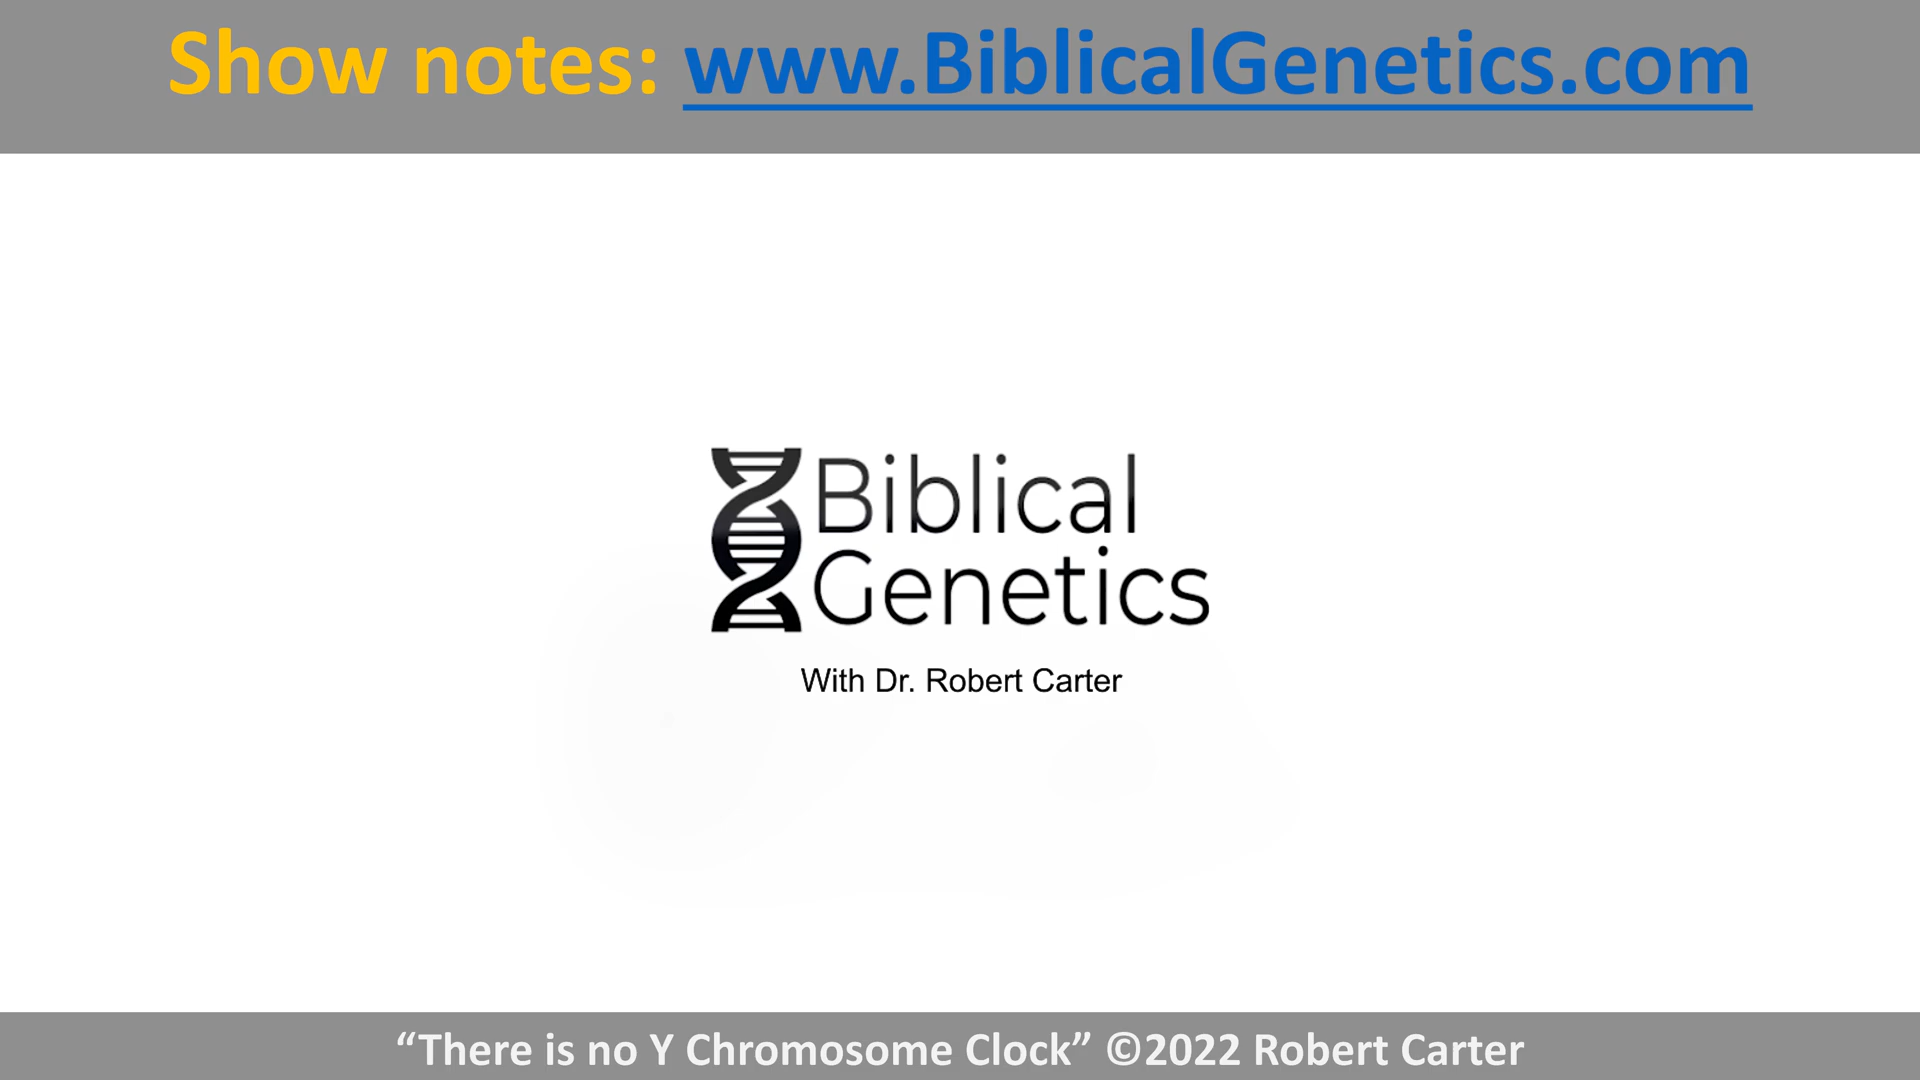 Show notes: www.BiblicalGenetics.com
Biblical
Genetics
With Dr. Robert Carter
“There is no Y Chromosome Clock” ©2022 Robert Carter